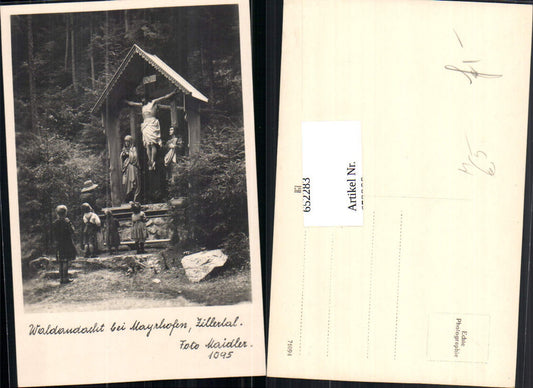 Waldandacht bei Mayrhofen, Zillertal.
Foto Maidler.
1095
652283
Artikel Nr.
Echte
Photographie